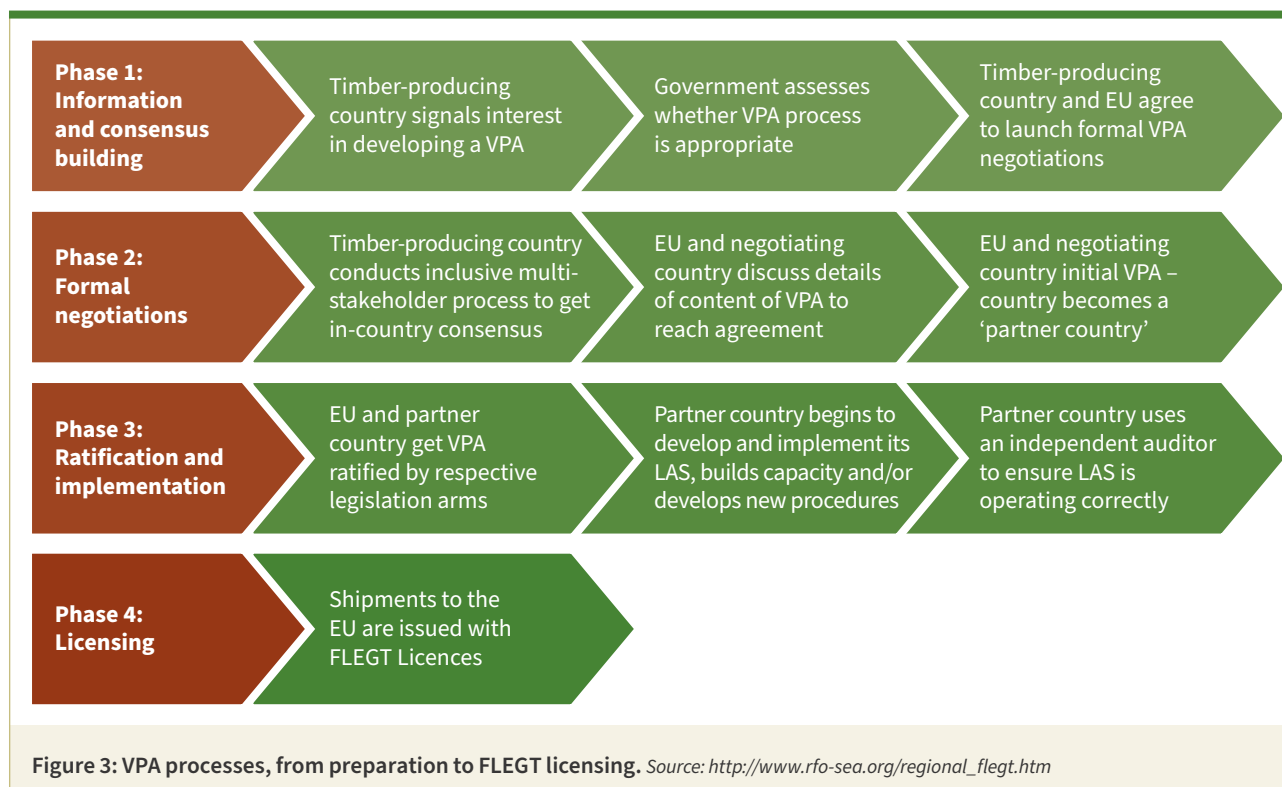 Phase 1:
Information
and consensus
building
Timber-producing
country signals interest
in developing a VPA
Government assesses
whether VPA process
is appropriate
Timber-producing
country and EU agree
to launch formal VPA
negotiations
Phase 2:
Formal
negotiations
Timber-producing country
conducts inclusive multi-
stakeholder process to get
in-country consensus
EU and negotiating
country discuss details
of content of VPA to
reach agreement
EU and negotiating
country initial VPA –
country becomes a
‘partner country’
Phase 3:
Ratification and
implementation
EU and partner
country get VPA
ratified by respective
legislation arms
Partner country begins to
develop and implement its
LAS, builds capacity and/or
develops new procedures
Partner country uses
an independent auditor
to ensure LAS is
operating correctly
Phase 4:
Licensing
Shipments to the
EU are issued with
FLEGT Licences
Figure 3: VPA processes, from preparation to FLEGT licensing. Source: http://www.rfo-sea.org/regional_flegt.htm